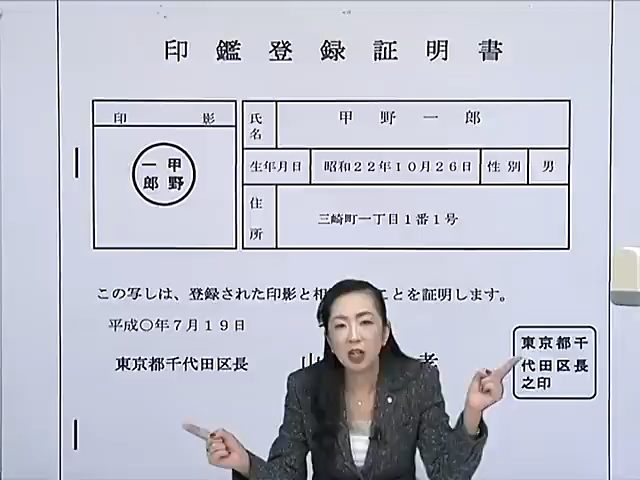 印鑑登録証明書
印影
氏名
甲野一郎
一甲
郎野
生年月日
昭和22年10月26日
性別
男
住所
三崎町一丁目1番1号
この写しは、登録された印影と相
ことを証明します。
平成〇年7月19日
東京都千代田区長
山
孝
東京都千
代田区長
之印